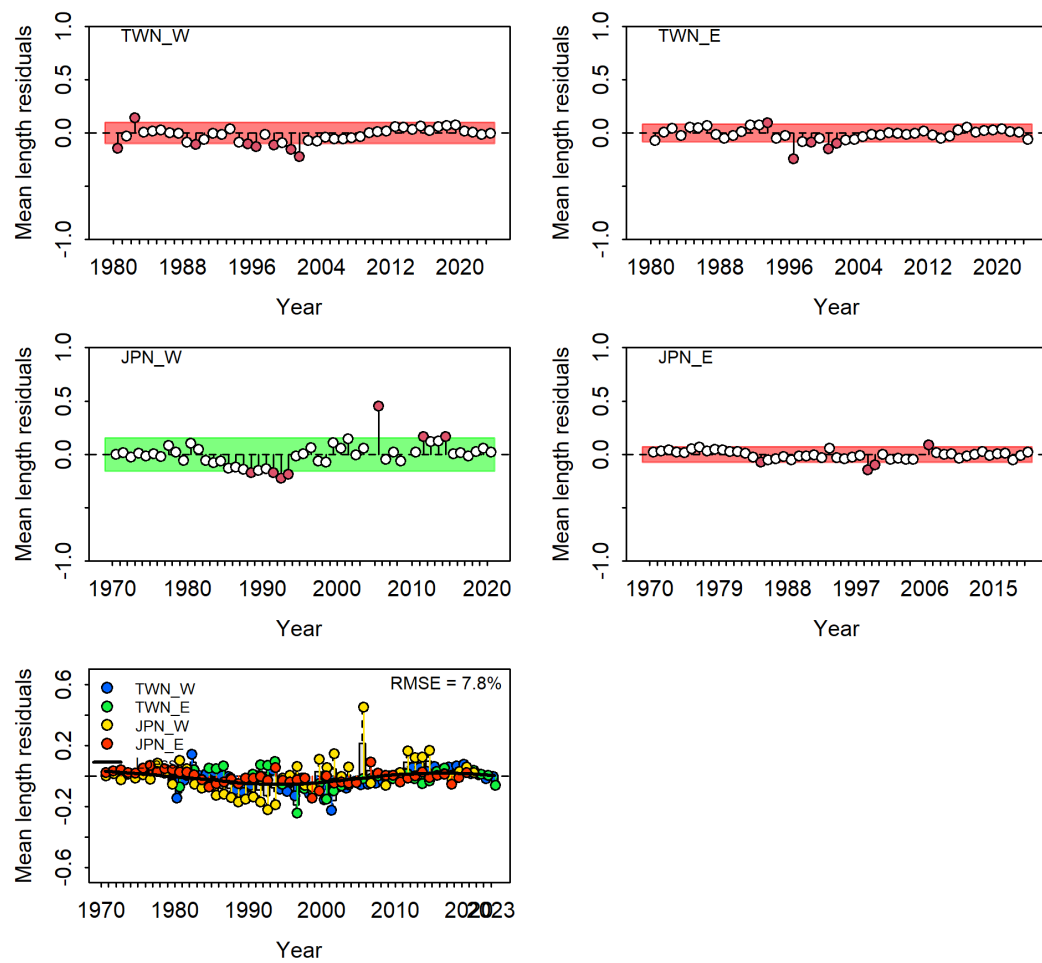 TWN_W
Mean length residuals
1.0
0.5
0.0
-1.0
1980 1988 1996 2004 2012 2020
Year
TWN_E
Mean length residuals
1.0
0.5
0.0
-1.0
1980 1988 1996 2004 2012 2020
Year
JPN_W
Mean length residuals
1.0
0.5
0.0
-1.0
1970 1980 1990 2000 2010 2020
Year
JPN_E
Mean length residuals
1.0
0.5
0.0
-1.0
1970 1979 1988 1997 2006 2015
Year
Mean length residuals
0.6
0.2
-0.2
-0.6
TWN_W
TWN_E
JPN_W
JPN_E
RMSE = 7.8%
1970 1980 1990 2000 2010 2020 2023
Year